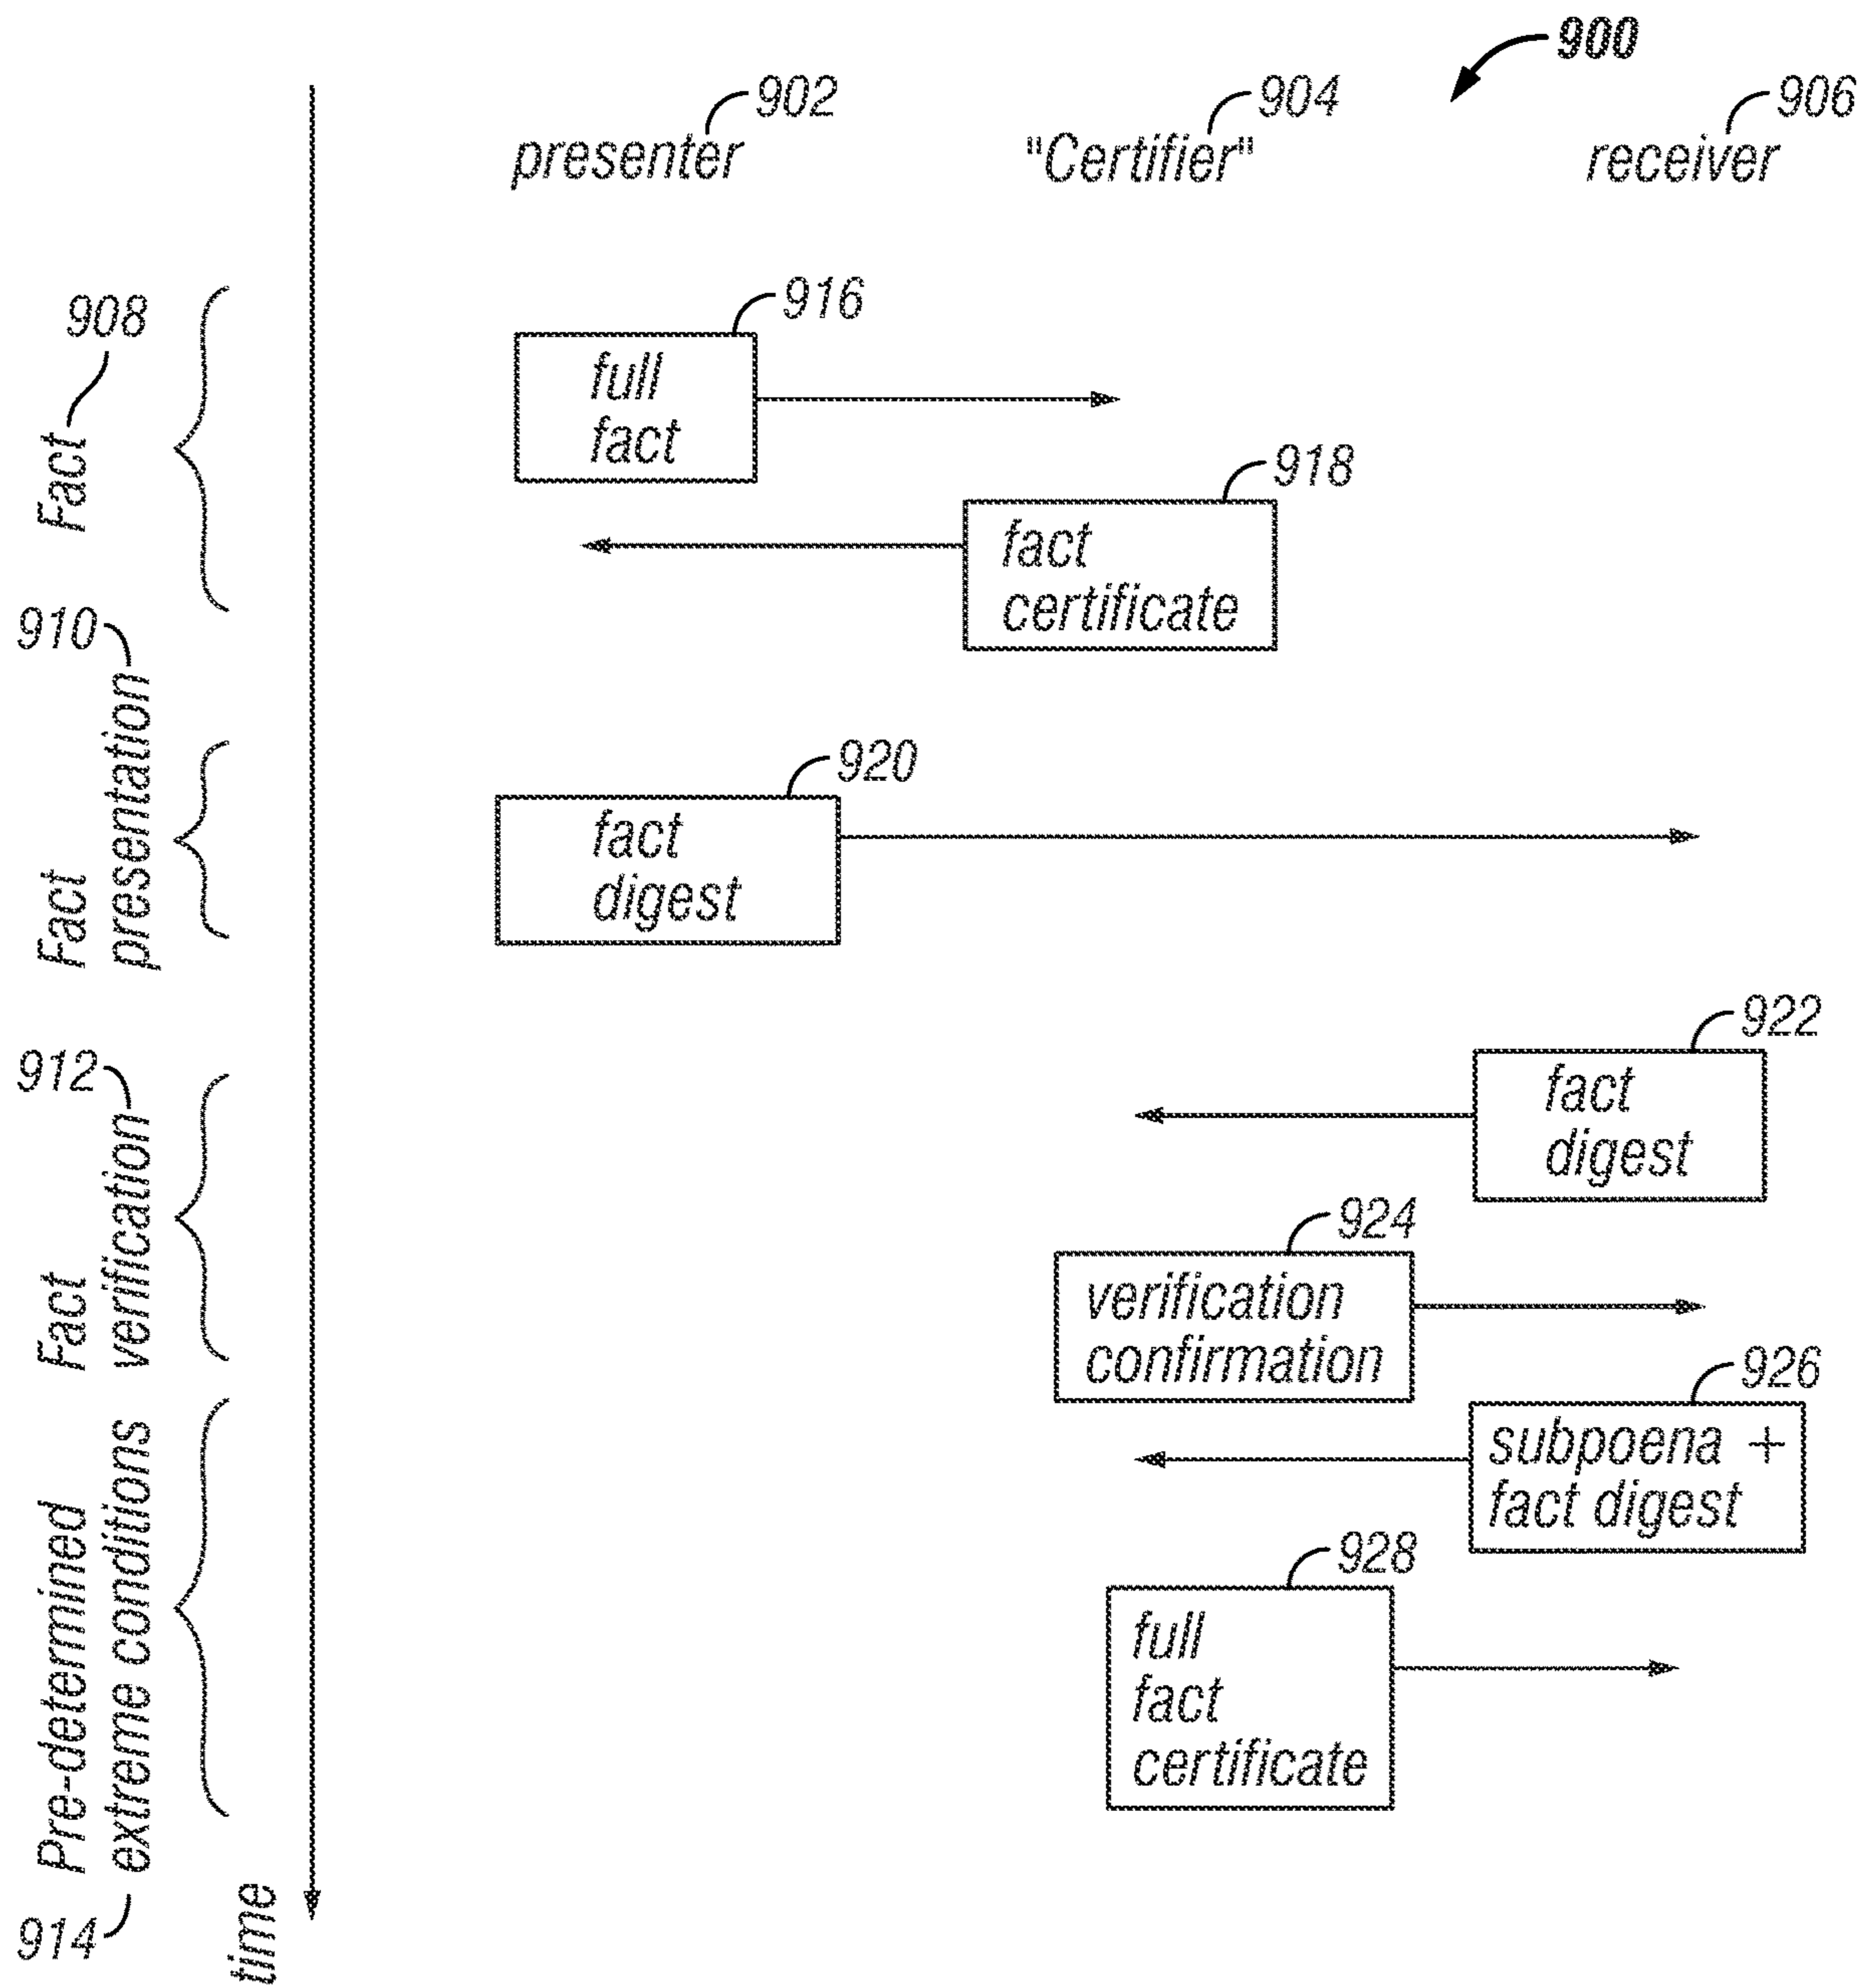 900
902
904
906
presenter
"Certifier"
receiver
908
Fact
916
full
fact
918
fact
certificate
910
Fact
presentation
920
fact
digest
912
Fact
verification
922
fact
digest
924
verification
confirmation
926
subpoena +
fact digest
Pre-determined
extreme conditions
914
928
full
fact
certificate
time